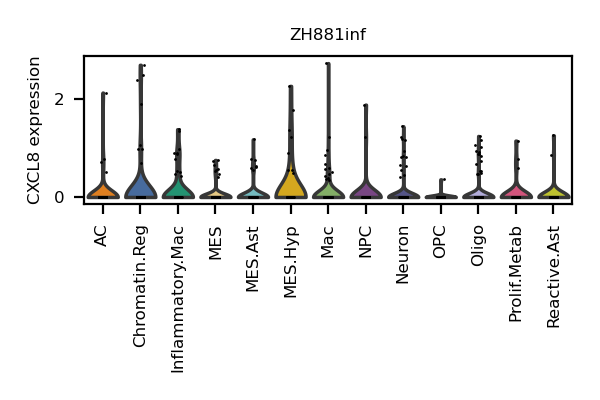 ZH881inf
CXCL8 expression
2
0
AC
Chromatin.Reg
Inflammatory.Mac
MES
MES.Ast
MES.Hyp
Mac
NPC
Neuron
OPC
Oligo
Prolif.Metab
Reactive.Ast